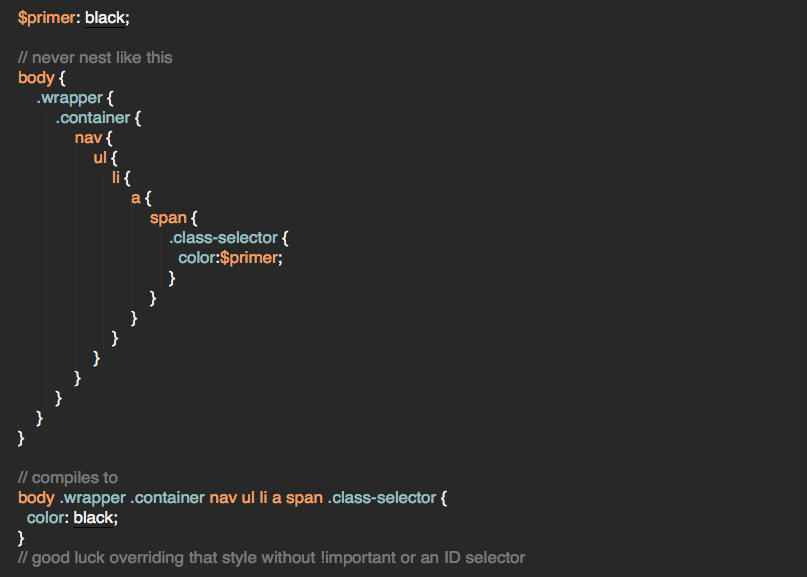 $primer: black;
// never nest like this
body {
.wrapper {
.container {
nav {
ul {
li {
a {
span {
.class-selector {
color:$primer;
}
}
}
}
}
}
}
}
}
// compiles to
body .wrapper .container nav ul li a span .class-selector {
color: black;
}
// good luck overriding that style without !important or an ID selector